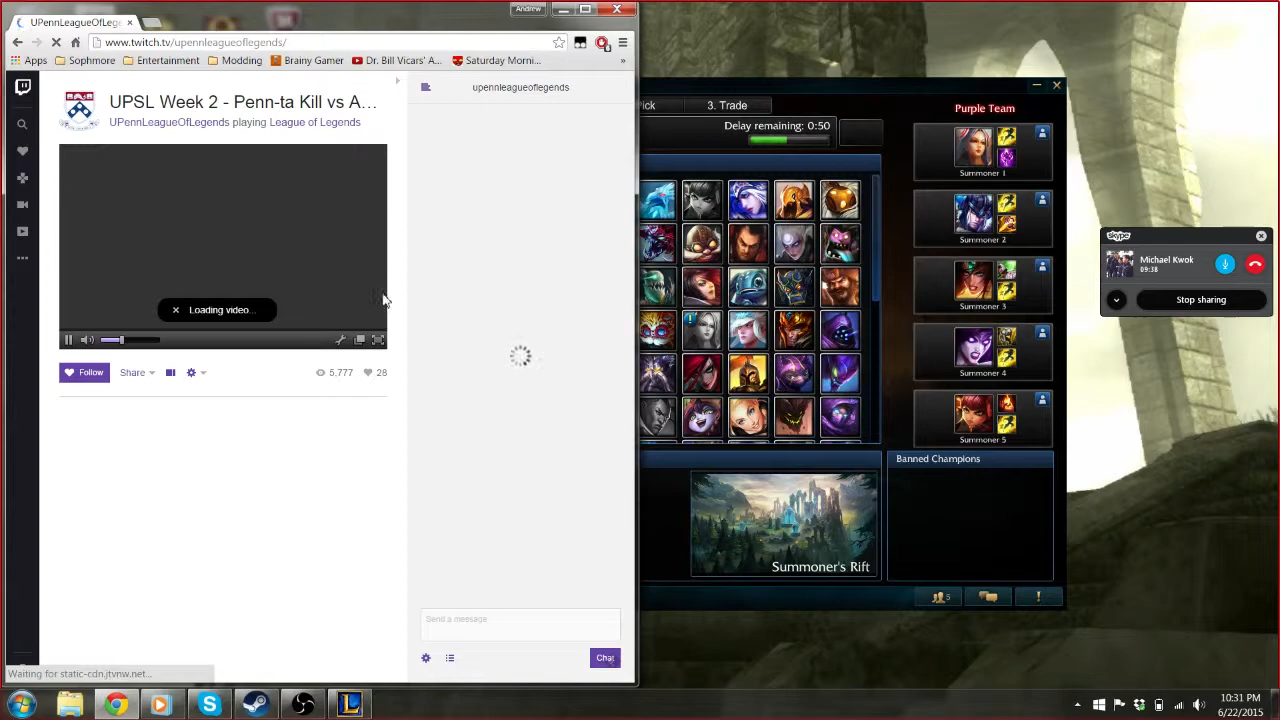 Andrew
UPennLeagueOfLeg
www.twitch.tv/upennleagueoflegends/
Apps
Sophmore
Entertainment
Modding
Brainy Gamer
Dr. Bill Vicars' A...
Saturday Morni...
»
UPSL Week 2 - Penn-ta Kill vs A...
UPennLeagueOfLegends playing League of Legends
Loading video...
Follow
Share
5,777
28
upennleagueoflegends
Send a message
Chat
Waiting for static-cdn.jtvnw.net...
ick
3. Trade
Delay remaining: 0:50
Purple Team
Summoner 1
Summoner 2
Summoner 3
Summoner 4
Summoner 5
Banned Champions
Summoner's Rift
5
skype
Michael Kwok
09:38
Stop sharing
10:31 PM
6/22/2015